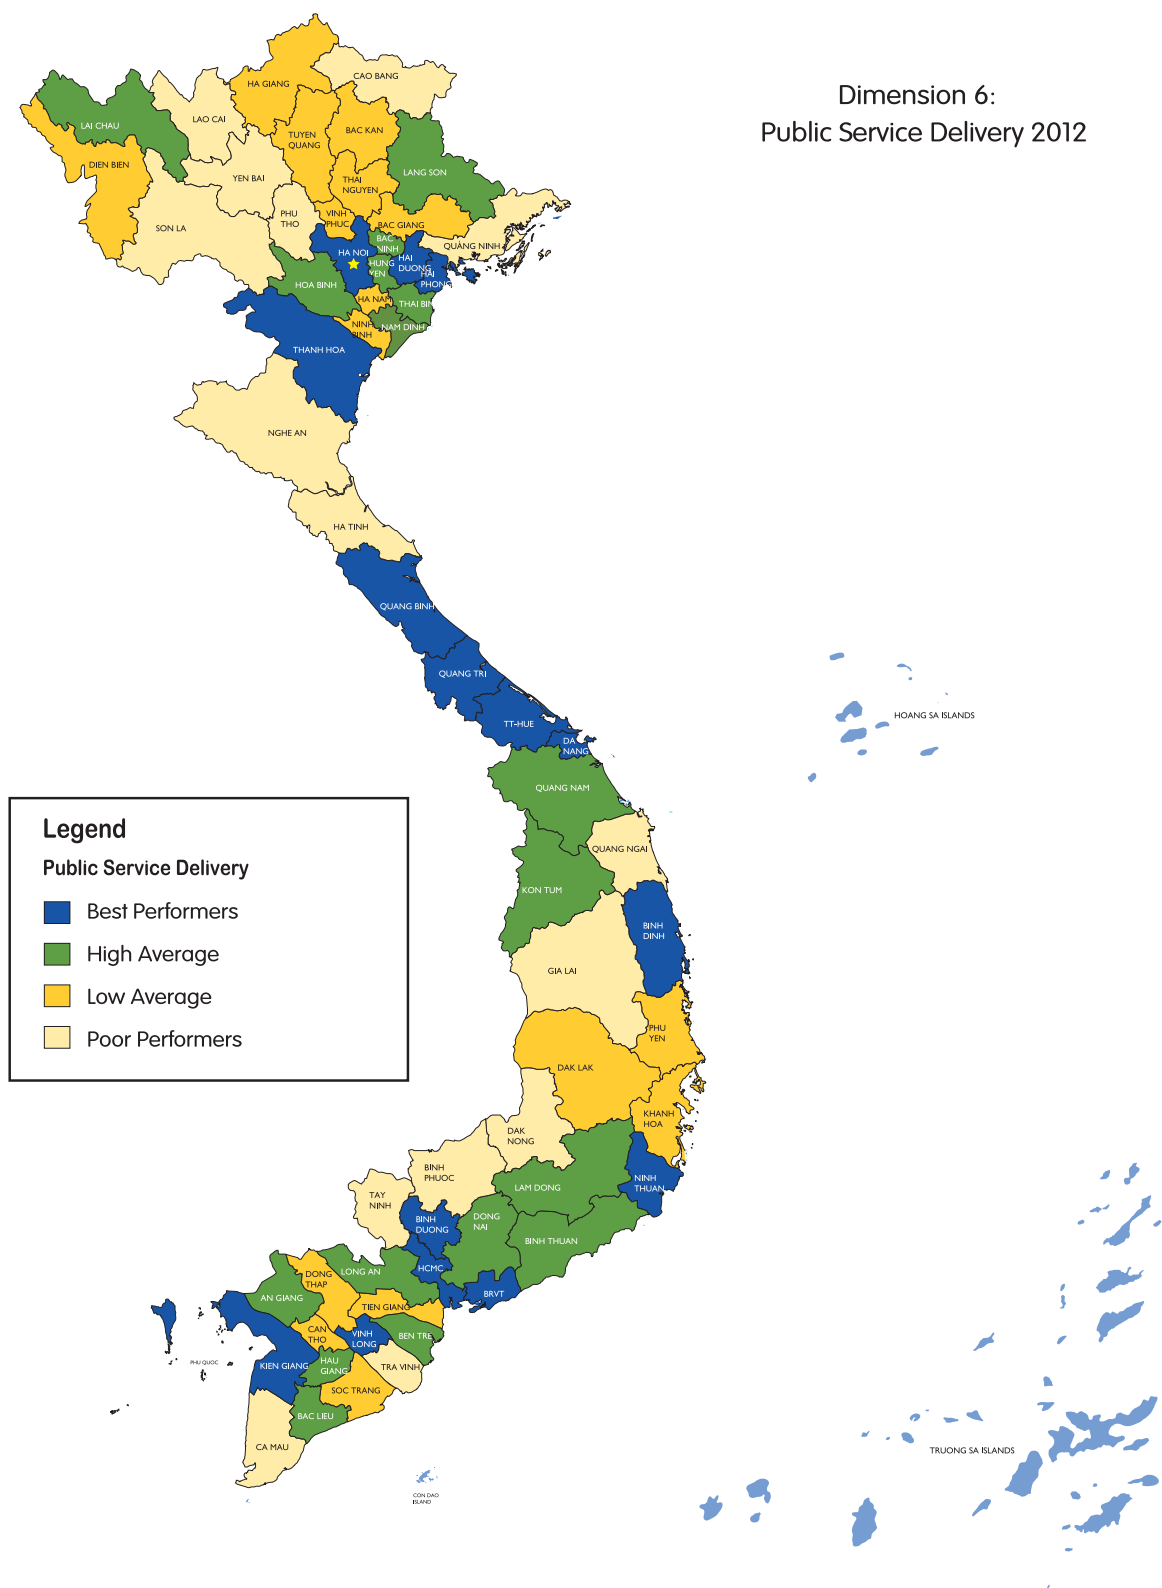 Dimension 6:
Public Service Delivery 2012
HA GIANG
CAO BANG
LAI CHAU
LAO CAI
TUYEN
QUANG
BAC KAN
DIEN BIEN
YEN BAI
THAI
NGUYEN
LANG SON
SON LA
PHU
THO
VINH
PHUC
BAC GIANG
BAC
NINH
QUÀNG NINH
HA NOI
HUNG
YEN
HAI
DUONG
HAI
PHONG
HOA BINH
HA NAM
THAI BIN
NINH
BINH
NAM DINH
THANH HOA
NGHE AN
HA TINH
QUANG BINH
QUANG TRI
TT-HUE
DA
NANG
HOANG SA ISLANDS
QUANG NAM
QUANG NGAI
KON TUM
BINH
DINH
GIA LAI
PHU
YEN
DAK LAK
KHANH
HOA
DAK
NONG
BINH
PHUOC
LAM DONG
NINH
THUAN
TAY
NINH
BINH
DUONG
DONG
NAI
BINH THUAN
HCMC
BRVT
LONG AN
DONG
THAP
AN GIANG
TIEN GIANG
CAN
THO
VINH
LONG
BEN TRE
KIEN GIANG
HAU
GIANG
TRA VINH
SOC TRANG
BAC LIEU
CA MAU
PHU QUOC
CON DAO
ISLAND
TRUONG SA ISLANDS
Legend
Public Service Delivery
Best Performers
High Average
Low Average
Poor Performers